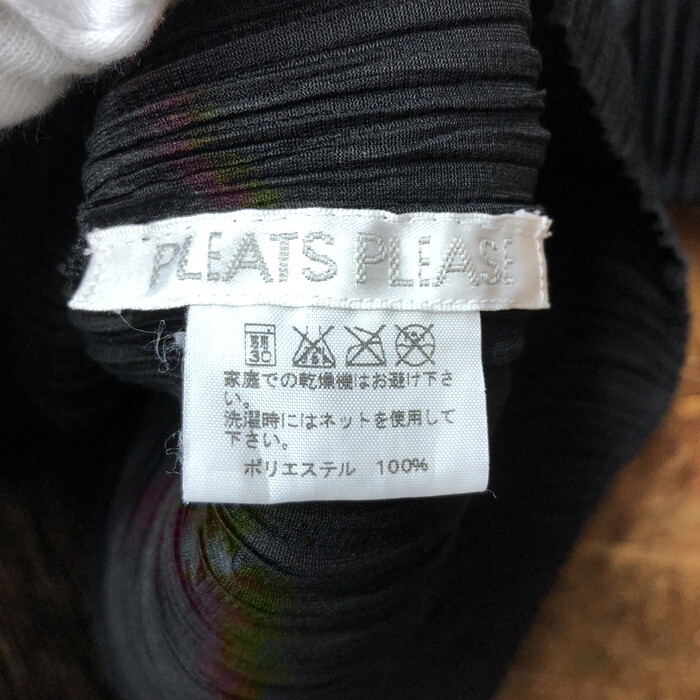 PLEATS PLEASE
30
家庭での乾燥機はお避け下さ
い。
洗濯時にはネットを使用して
下さい。
ポリエステル 100%